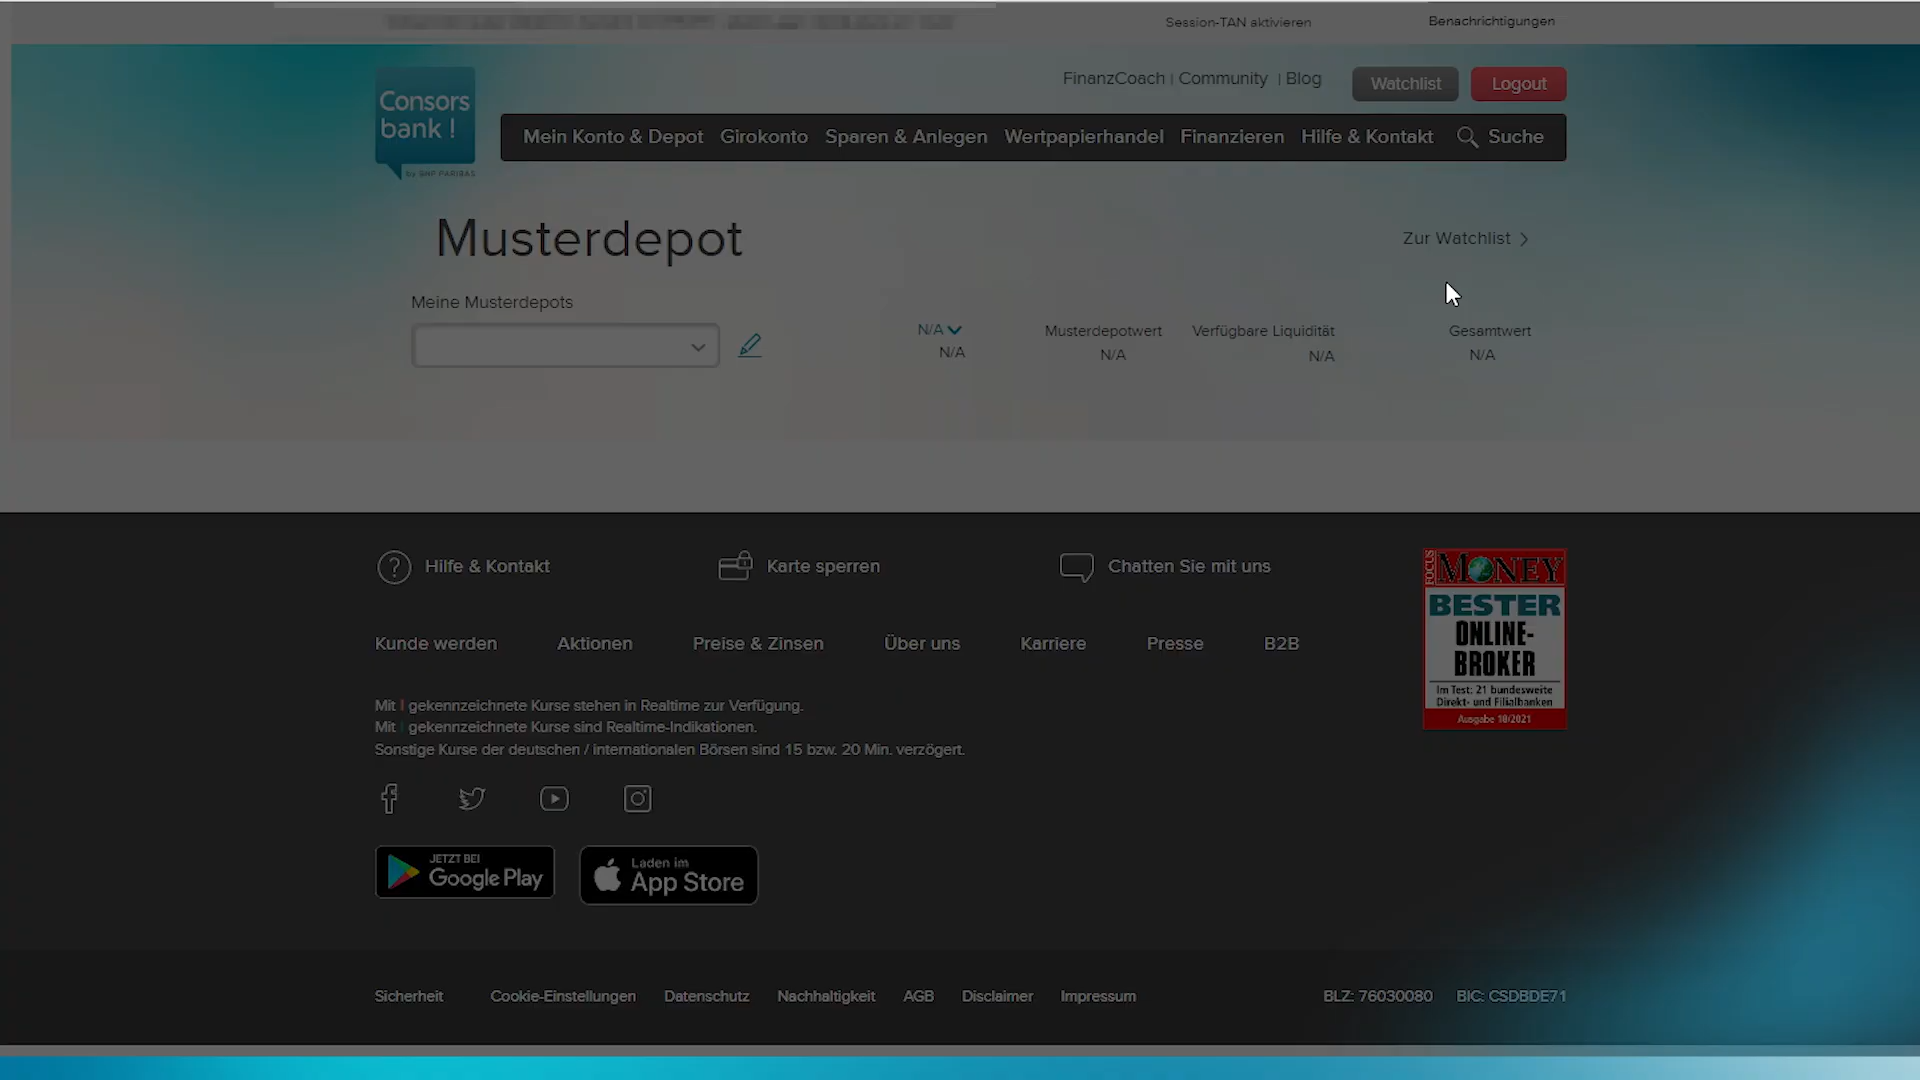 Session-TAN aktivieren
Benachrichtigungen
FinanzCoach | Community | Blog
Watchlist
Logout
Consors
bank !
by BNP PARIBAS
Mein Konto & Depot Girokonto Sparen & Anlegen Wertpapierhandel Finanzieren Hilfe & Kontakt Suche
Musterdepot
Zur Watchlist
Meine Musterdepots
N/A
N/A
Musterdepotwert
N/A
Verfügbare Liquidität
N/A
Gesamtwert
N/A
Hilfe & Kontakt
Karte sperren
Chatten Sie mit uns
FOCUS
MONEY
BESTER
ONLINE-
BROKER
Im Test: 21 bundesweite
Direkt- und Filialbanken
Ausgabe 18/2021
Kunde werden Aktionen Preise & Zinsen Über uns Karriere Presse B2B
Mit I gekennzeichnete Kurse stehen in Realtime zur Verfügung.
Mit I gekennzeichnete Kurse sind Realtime-Indikationen.
Sonstige Kurse der deutschen / internationalen Börsen sind 15 bzw. 20 Min. verzögert.
JETZT BEI
Google Play
Laden im
App Store
Sicherheit Cookie-Einstellungen Datenschutz Nachhaltigkeit AGB Disclaimer Impressum
BLZ: 76030080 BIC: CSDBDE71